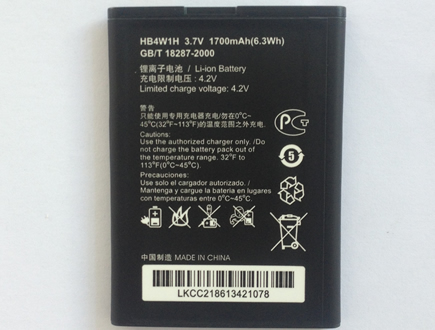 HB4W1H 3.7V 1700mAh(6.3Wh)
GB/T 18287-2000
锂离子电池 / Li-ion Battery
充电限制电压：4.2V
Limited charge voltage: 4.2V
警告
只能使用专用充电器充电/勿在0°C~
45°C(32°F~113°F)的温度范围之外充电.
Cautions:
Use the authorized charger only. /Do
not charge the battery pack out of
the temperature range. 32°F to
113°F(0°C~45°C).
Precauciones:
Use sólo el cargador autorizado. /
Mantenga y cargue la batería en lugares
con temperaturas entre 0°C~45°C.
PCT
5
中国制造 MADE IN CHINA
LKCC218613421078